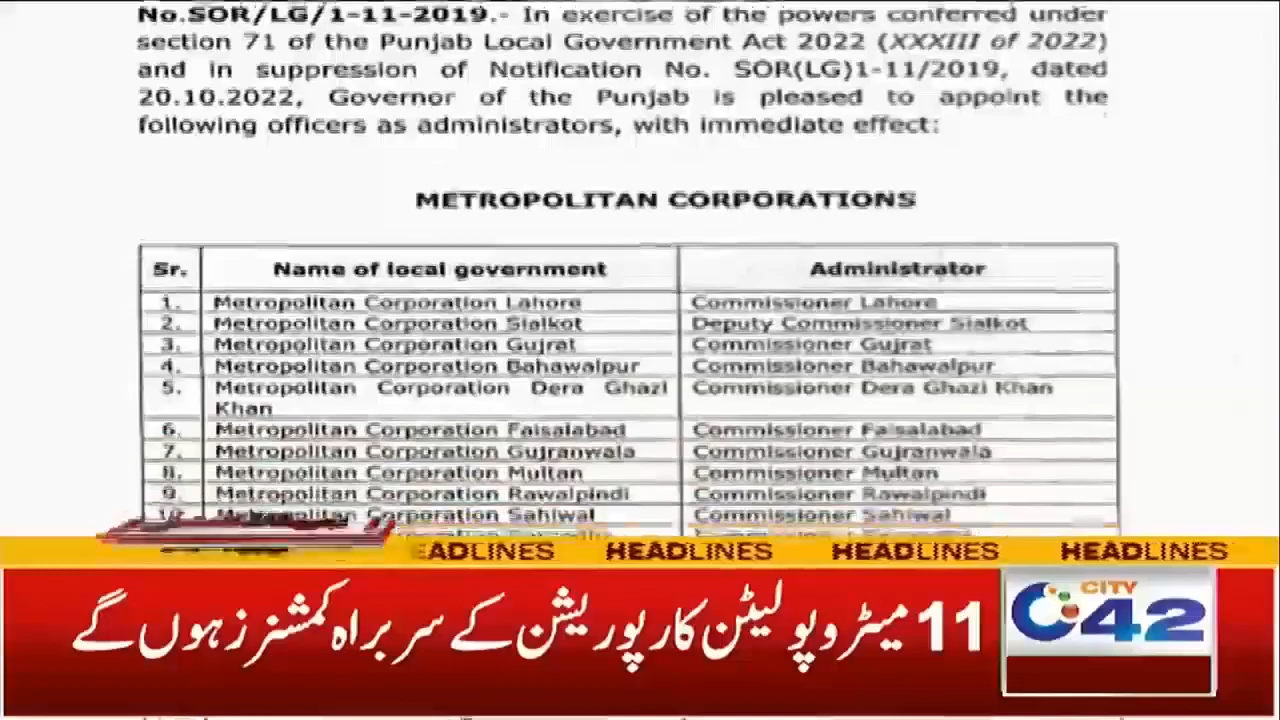 No.SOR/LG/1-11-2019.- In exercise of the powers conferred under
section 71 of the Punjab Local Government Act 2022 (XXXIII of 2022)
and in suppression of Notification No. SOR(LG)1-11/2019, dated
20.10.2022, Governor of the Punjab is pleased to appoint the
following officers as administrators, with immediate effect:
METROPOLITAN CORPORATIONS
Sr. Name of local government Administrator
1. Metropolitan Corporation Lahore Commissioner Lahore
2. Metropolitan Corporation Sialkot Deputy Commissioner Sialkot
3. Metropolitan Corporation Gujrat Commissioner Gujrat
4. Metropolitan Corporation Bahawalpur Commissioner Bahawalpur
5. Metropolitan Corporation Dera Ghazi Commissioner Dera Ghazi Khan
Khan
6. Metropolitan Corporation Faisalabad Commissioner Faisalabad
7. Metropolitan Corporation Gujranwala Commissioner Gujranwala
8. Metropolitan Corporation Multan Commissioner Multan
9. Metropolitan Corporation Rawalpindi Commissioner Rawalpindi
10. Metropolitan Corporation Sahiwal Commissioner Sahiwal
EADLINES HEADLINES HEADLINES HEADLINES
11 میٹروپولیٹن کارپوریشن کے سربراہ کمشنرز ہوں گے
CITY
42